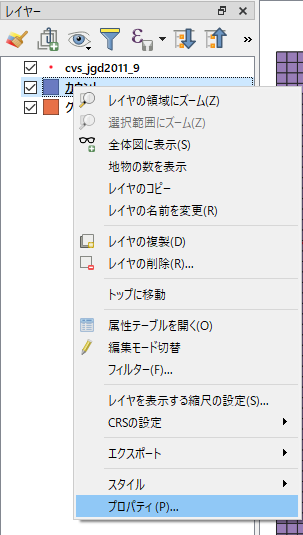 レイヤー
cvs_jgd2011_9
カウント
レイヤの領域にズーム(Z)
選択範囲にズーム(Z)
全体図に表示(S)
地物の数を表示
レイヤのコピー
レイヤの名前を変更(R)
レイヤの複製(D)
レイヤの削除(R)...
トップに移動
属性テーブルを開く(O)
編集モード切替
フィルター(F)...
レイヤを表示する縮尺の設定(S)...
CRSの設定
エクスポート
スタイル
プロパティ(P)...